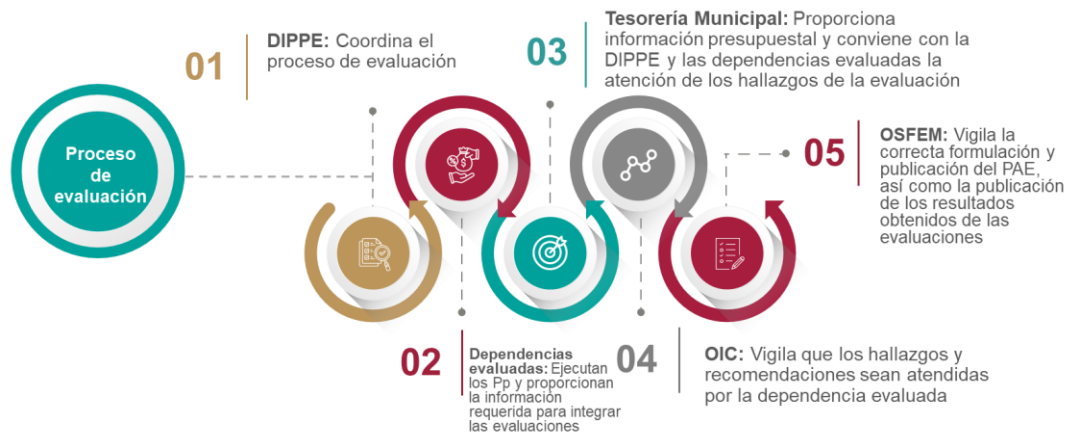 Proceso
de
evaluación
01
DIPPE: Coordina el
proceso de evaluación
02
Dependencias
evaluadas: Ejecutan
los Pp y proporcionan
la información
requerida para integrar
las evaluaciones
03
Tesorería Municipal: Proporciona
información presupuestal y conviene con la
DIPPE y las dependencias evaluadas la
atención de los hallazgos de la evaluación
04
OIC: Vigila que los hallazgos y
recomendaciones sean atendidas
por la dependencia evaluada
05
OSFEM: Vigila la
correcta formulación y
publicación del PAE,
así como la publicación
de los resultados
obtenidos de las
evaluaciones